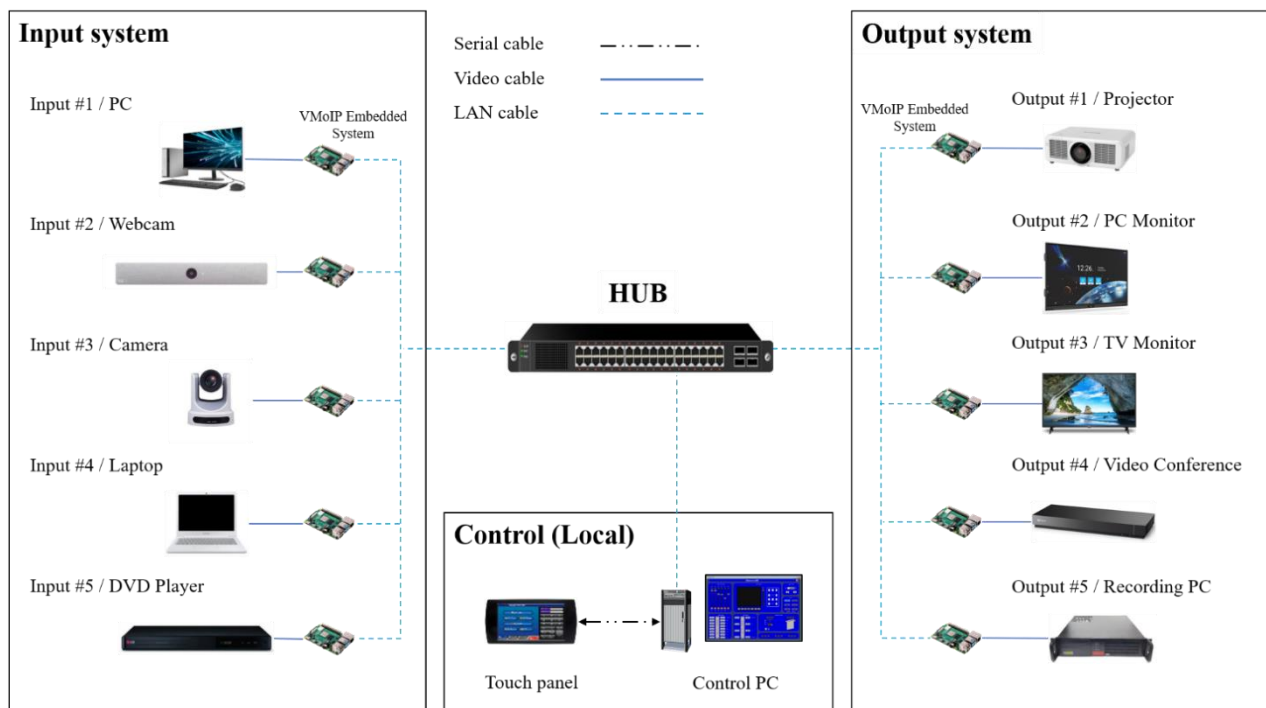 Input system
Input #1 / PC
VMoIP Embedded
System
Input #2 / Webcam
Input #3 / Camera
Input #4 / Laptop
Input #5 / DVD Player
Serial cable
Video cable
LAN cable
HUB
Control (Local)
Touch panel
Control PC
Output system
VMoIP Embedded
System
Output #1 / Projector
Output #2 / PC Monitor
12:26
Output #3 / TV Monitor
Output #4 / Video Conference
Output #5 / Recording PC